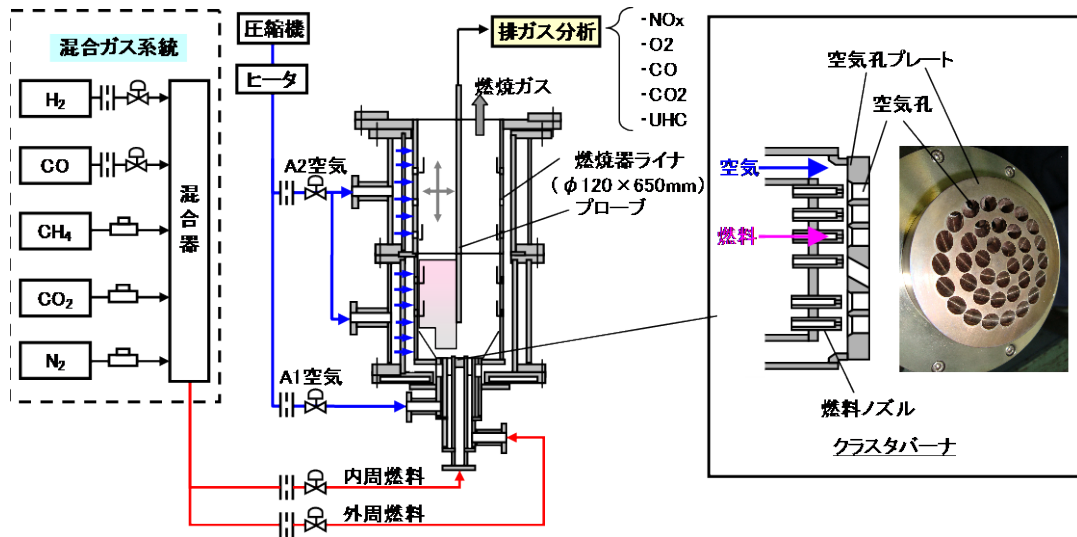 混合ガス系統
H2
CO
CH4
CO2
N2
混合器
圧縮機
ヒータ
A2空気
A1空気
内周燃料
外周燃料
排ガス分析
-NOx
-O2
-CO
-CO2
-UHC
燃焼ガス
燃焼器ライナ
(φ120×650mm)
プローブ
空気孔プレート
空気孔
空気
燃料
燃料ノズル
クラスタバーナ